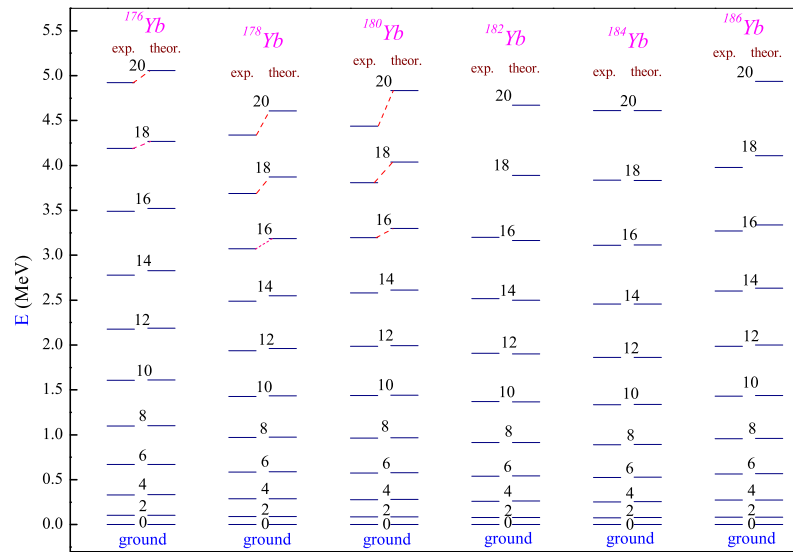 176Yb 178Yb 180Yb 182Yb 184Yb 186Yb
exp. theor. exp. theor. exp. theor. exp. theor. exp. theor. exp. theor.
5.5
5.0
4.5
4.0
3.5
3.0
2.5
2.0
1.5
1.0
0.5
0.0
E (MeV)
20 20 20 20 20 20
18 18 18 18 18 18
16 16 16 16 16 16
14 14 14 14 14 14
12 12 12 12 12 12
10 10 10 10 10 10
8 8 8 8 8 8
6 6 6 6 6 6
4 4 4 4 4 4
2 2 2 2 2 2
0 0 0 0 0 0
ground ground ground ground ground ground